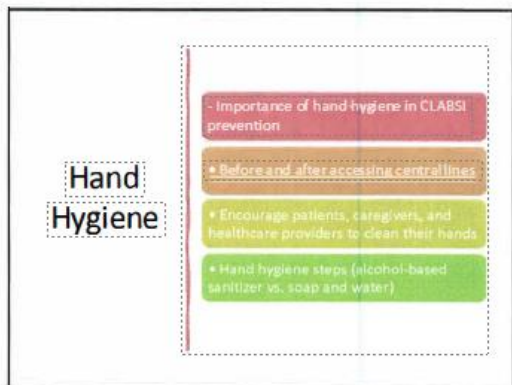 Hand
Hygiene
- Importance of hand hygiene in CLABSI
prevention
• Before and after accessing central lines
• Encourage patients, caregivers, and
healthcare providers to clean their hands
• Hand hygiene steps (alcohol-based
sanitizer vs. soap and water)